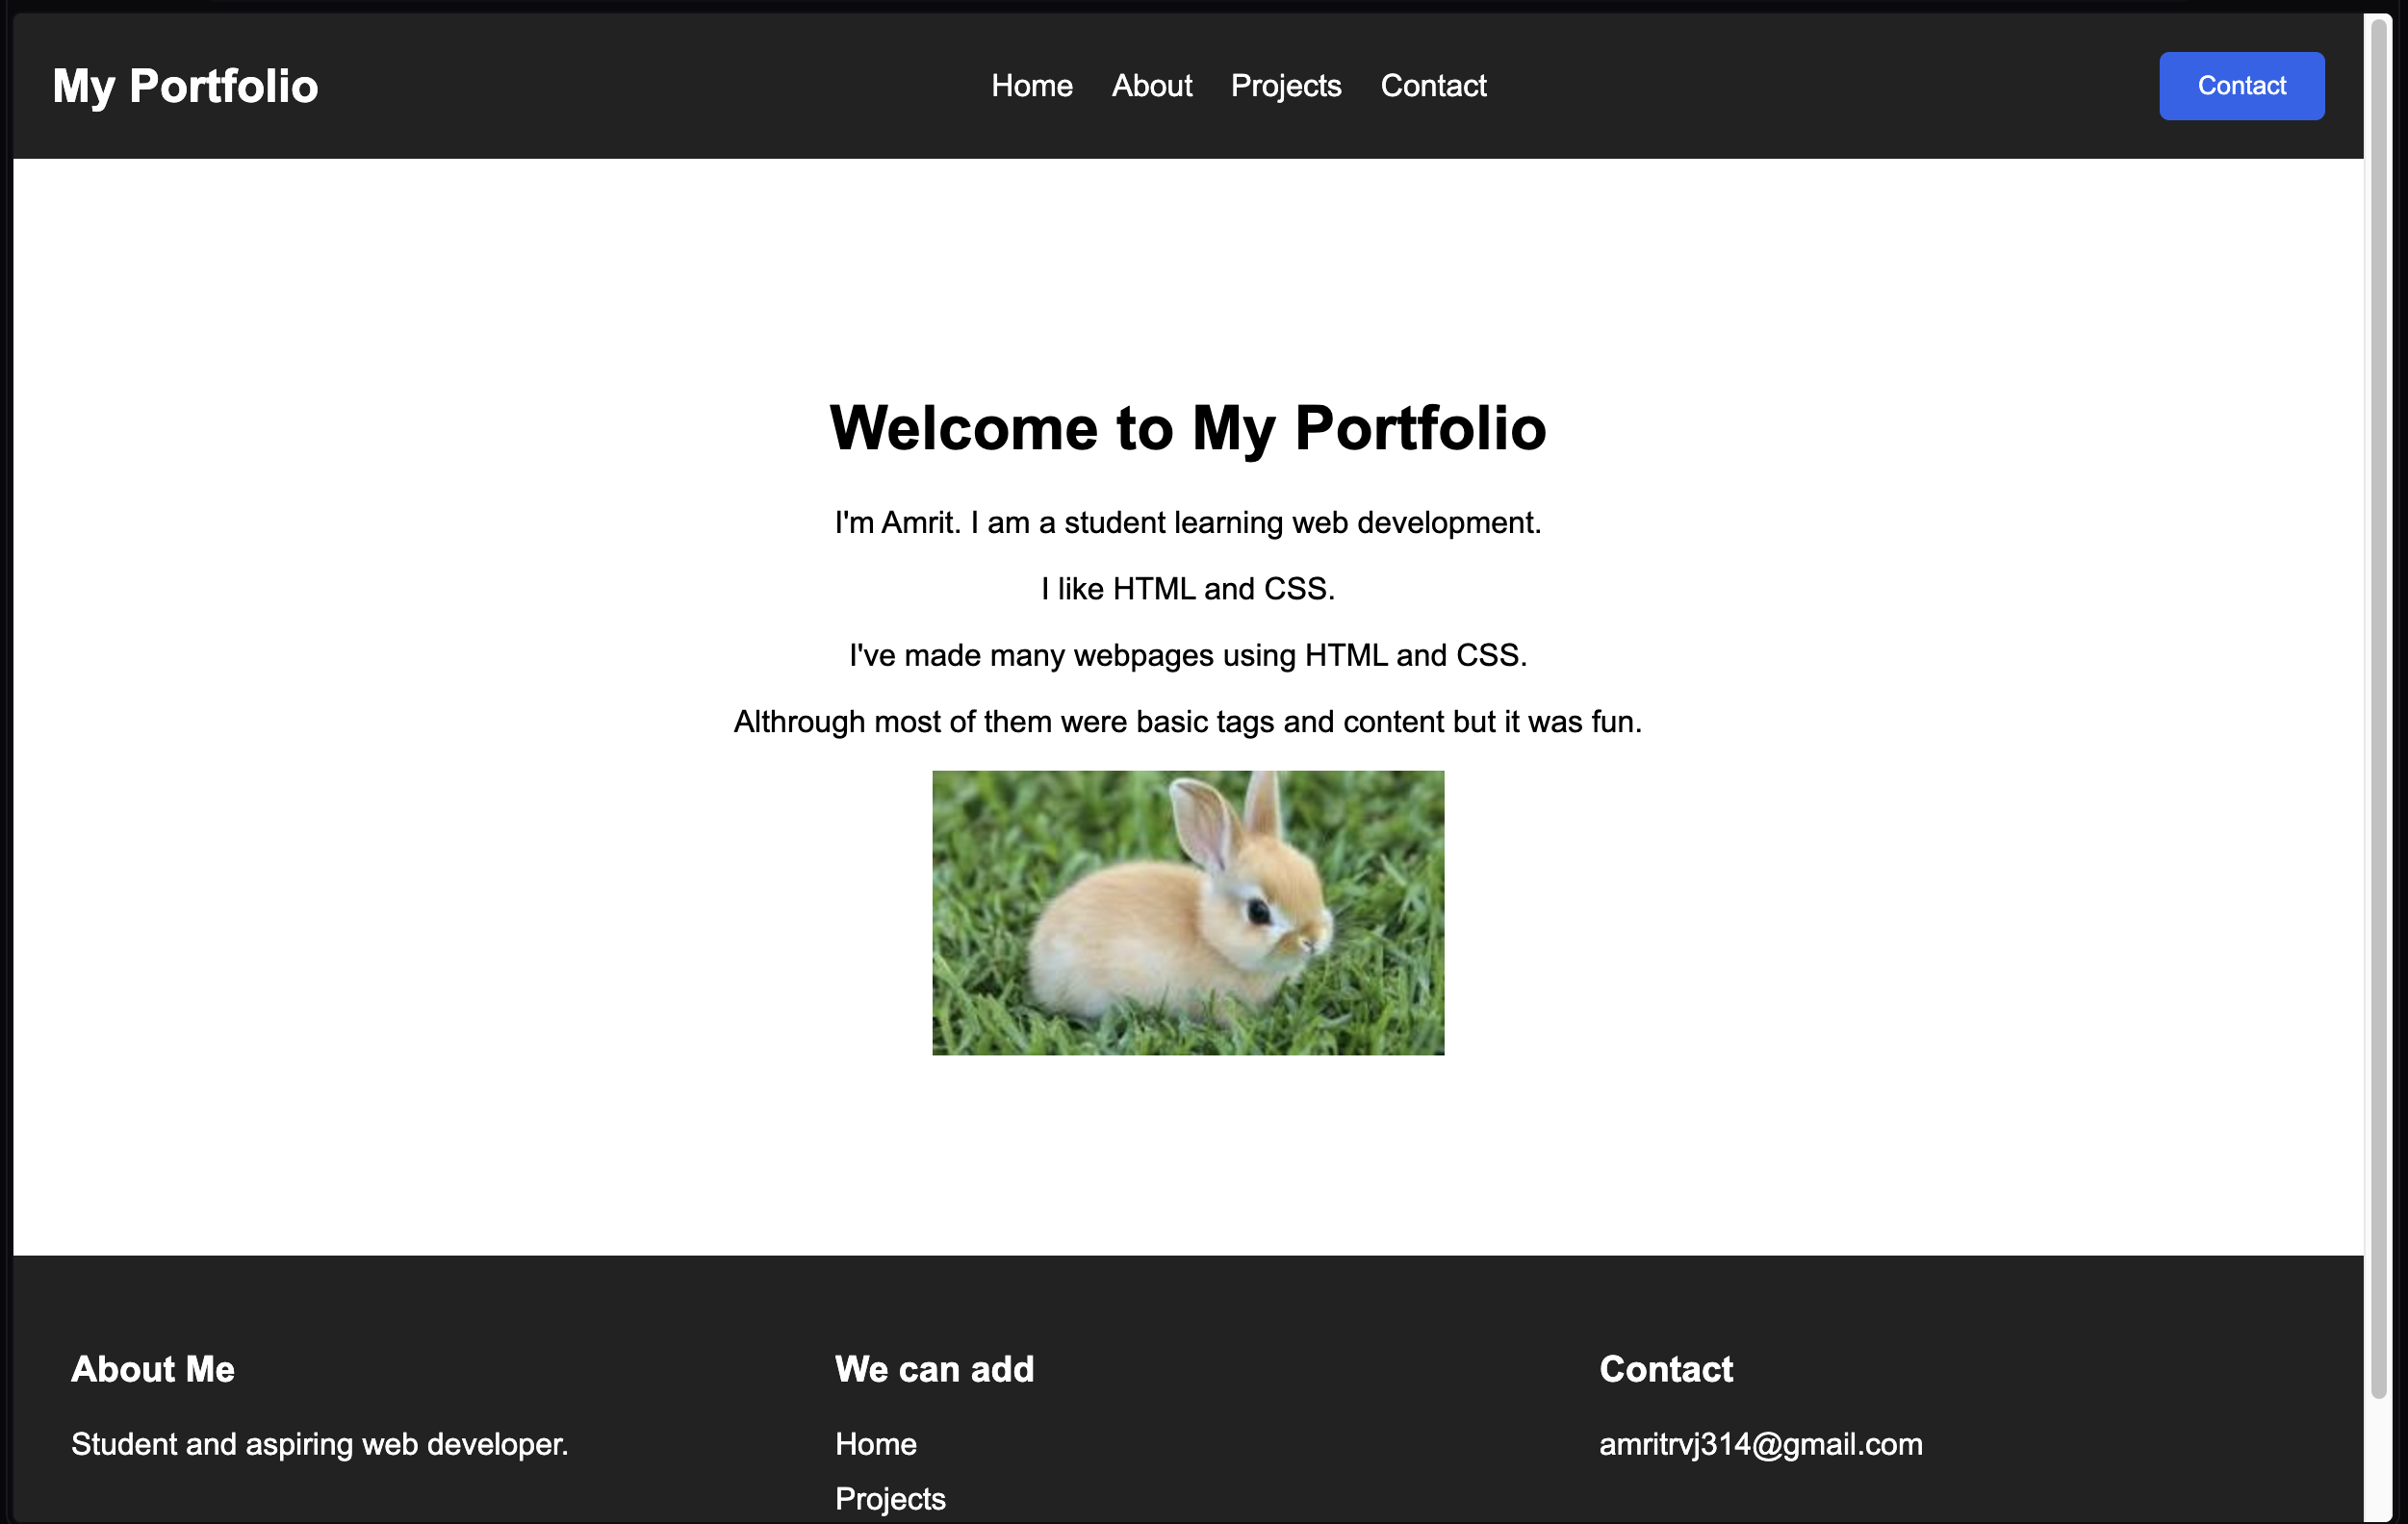 My Portfolio
Home About Projects Contact
Contact
Welcome to My Portfolio
I'm Amrit. I am a student learning web development.
I like HTML and CSS.
I've made many webpages using HTML and CSS.
Althrough most of them were basic tags and content but it was fun.
About Me
Student and aspiring web developer.
We can add
Home
Projects
Contact
amritrvj314@gmail.com